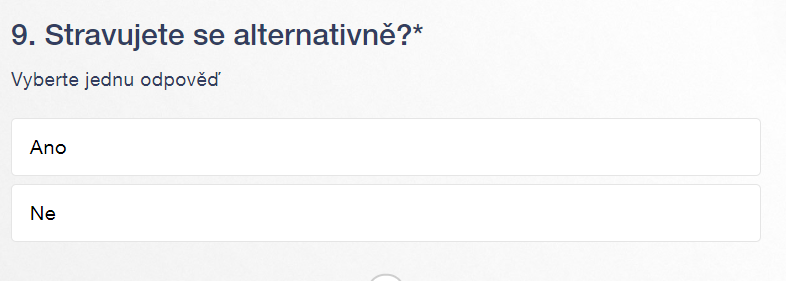 9. Stravujete se alternativně?*
Vyberte jednu odpověď
Ano
Ne